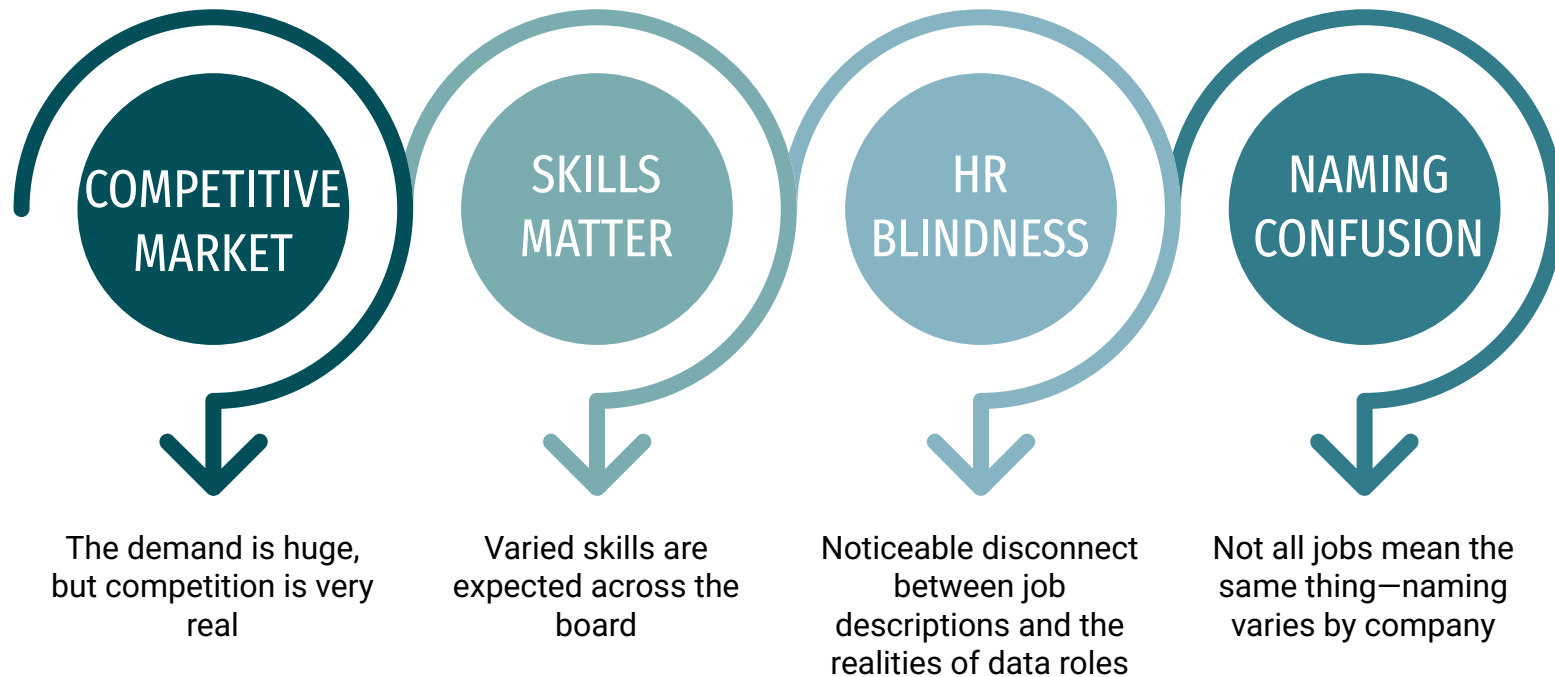 COMPETITIVE
MARKET
The demand is huge,
but competition is very
real
SKILLS
MATTER
Varied skills are
expected across the
board
HR
BLINDNESS
Noticeable disconnect
between job
descriptions and the
realities of data roles
NAMING
CONFUSION
Not all jobs mean the
same thing—naming
varies by company